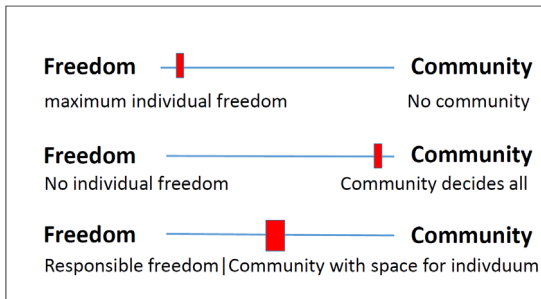 Freedom Community
maximum individual freedom No community
Freedom Community
No individual freedom Community decides all
Freedom Community
Responsible freedom|Community with space for indivduum